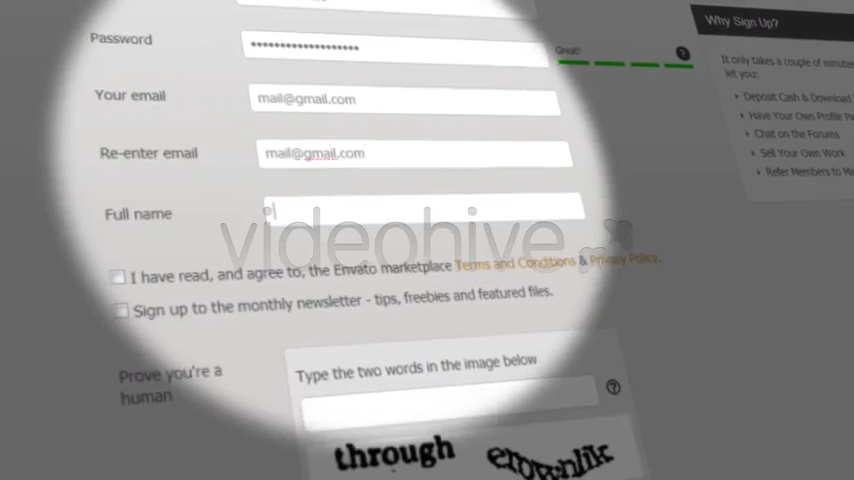 Password
••••••••••••••••••••
Great!
?
Your email
mail@gmail.com
Re-enter email
mail@gmail.com
Full name
I have read, and agree to, the Envato marketplace Terms and Conditions & Privacy Policy.
Sign up to the monthly newsletter - tips, freebies and featured files.
Prove you're a
human
Type the two words in the image below
?
through
Why Sign Up?
It only takes a couple of minutes
let you:
Deposit Cash & Download
Have Your Own Profile
Chat on the Forums
Sell Your Own Work
Refer Members to
videohive